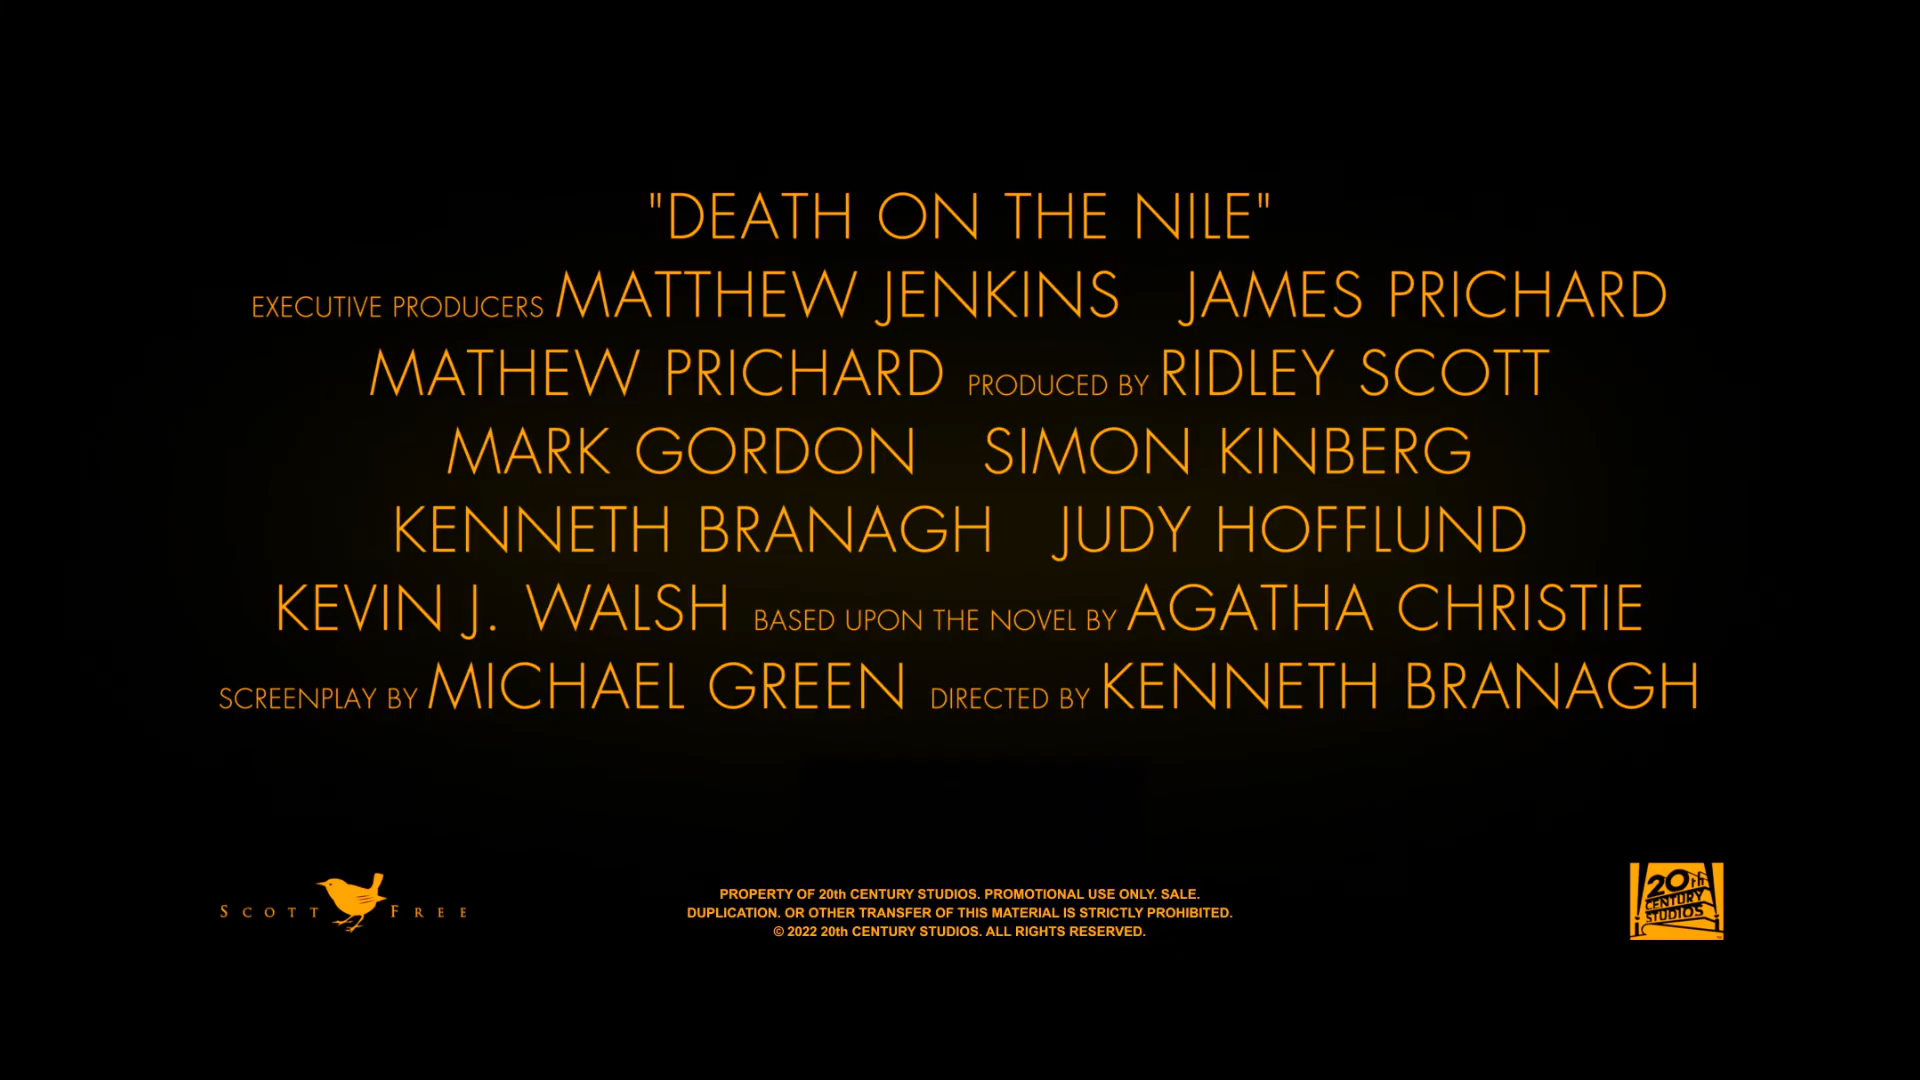 "DEATH ON THE NILE"
EXECUTIVE PRODUCERS MATTHEW JENKINS JAMES PRICHARD
MATHEW PRICHARD PRODUCED BY RIDLEY SCOTT
MARK GORDON SIMON KINBERG
KENNETH BRANAGH JUDY HOFFLUND
KEVIN J. WALSH BASED UPON THE NOVEL BY AGATHA CHRISTIE
SCREENPLAY BY MICHAEL GREEN DIRECTED BY KENNETH BRANAGH
SCOTT FREE
PROPERTY OF 20th CENTURY STUDIOS. PROMOTIONAL USE ONLY. SALE.
DUPLICATION. OR OTHER TRANSFER OF THIS MATERIAL IS STRICTLY PROHIBITED.
© 2022 20th CENTURY STUDIOS. ALL RIGHTS RESERVED.
20th
CENTURY
STUDIOS